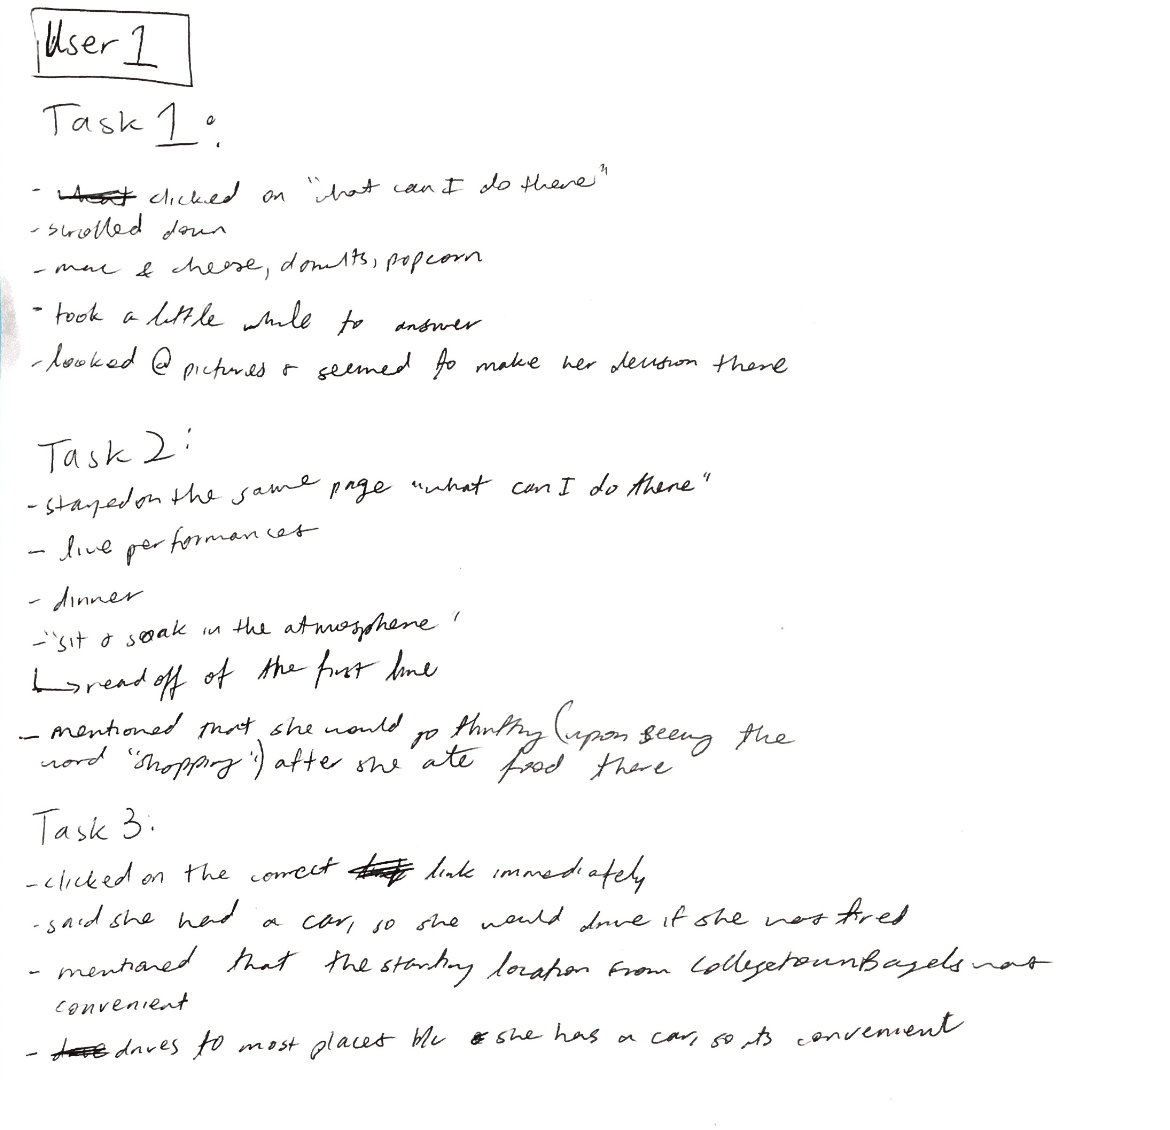 User 1
Task 1:
- clicked on "what can I do there"
- scrolled down
- mac & cheese, donuts, popcorn
- took a little while to answer
- looked @ pictures & seemed to make her decision there
Task 2:
- stayed on the same page "what can I do there"
- live performances
- dinner
- "sit & soak in the atmosphere"
↳ read off of the first line
- mentioned that she would go thrifting (upon seeing the
word "shopping") after she ate food there
Task 3:
- clicked on the correct link immediately
- said she had a car, so she would drive if she was tired
- mentioned that the starting location from CollegetownBagels was
convenient
- drives to most places b/c she has a car, so its convenient